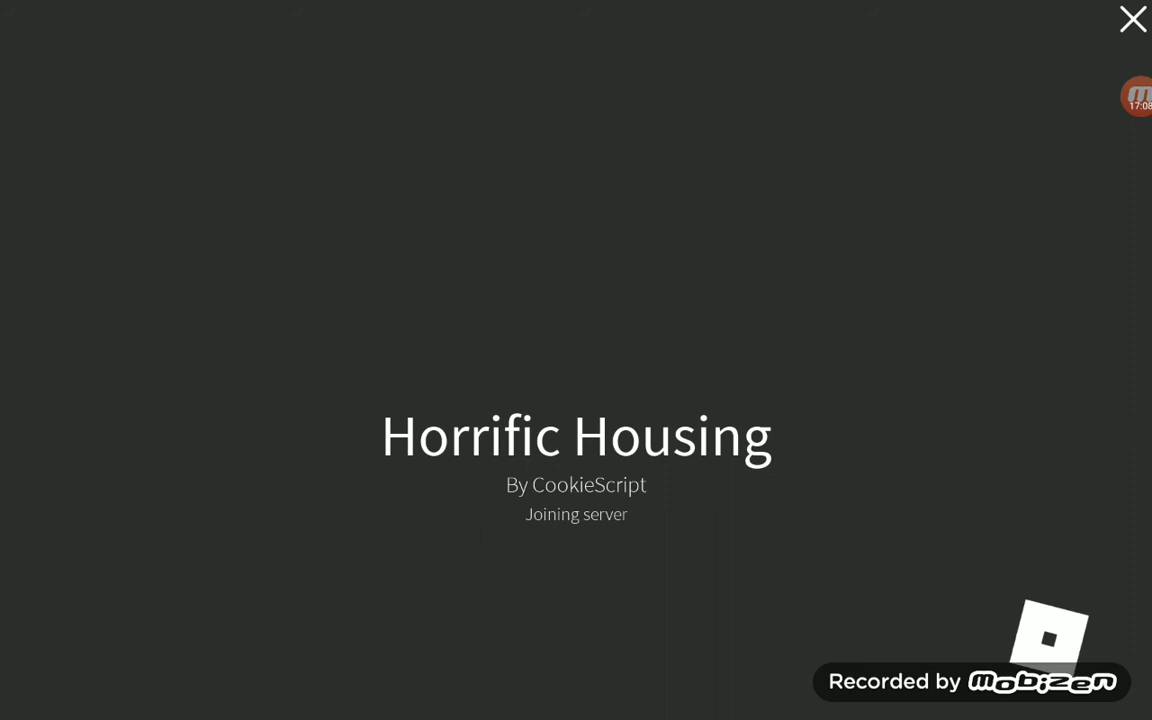 17:08
Horrific Housing
By CookieScript
Joining server
Recorded by mobizen